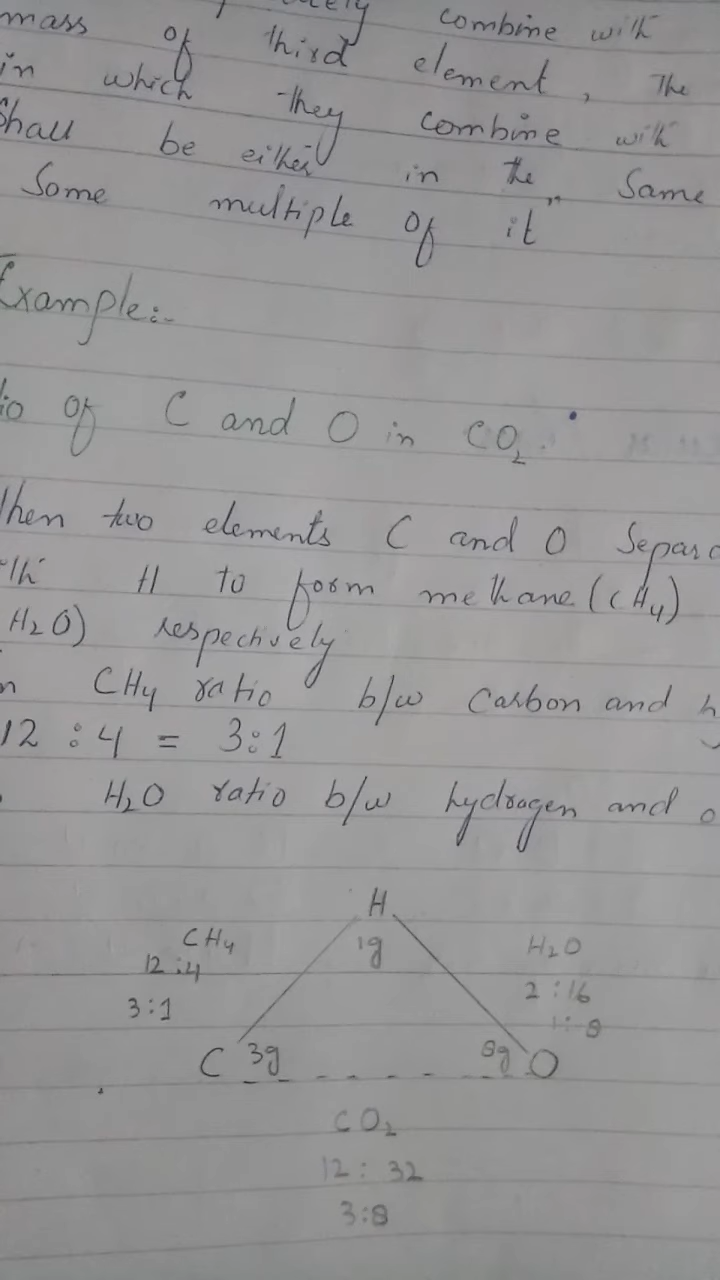 combine with
mass of third element, The
in which they combine with
Shall be either in the Same
Some multiple of it
Example:-
of C and O in CO2.
two elements C and O Separa
H to form methane (CH4)
H2O) respectively
CH4 ratio b/w Carbon and h
12 : 4 = 3:1
H2O ratio b/w hydrogen and o
H
CH4 1g H2O
12 :4 2 : 16
3:1 1: 8
C 3g 8g O
CO2
12 : 32
3:8